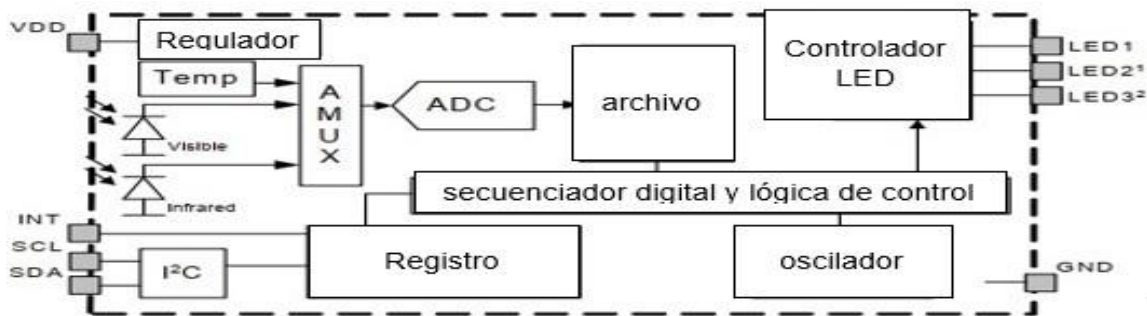 VDD
Regulador
Temp
Visible
Infrared
AMUX
ADC
archivo
Controlador
LED
LED1
LED2¹
LED3²
secuenciador digital y lógica de control
INT
SCL
SDA
I²C
Registro
oscilador
GND